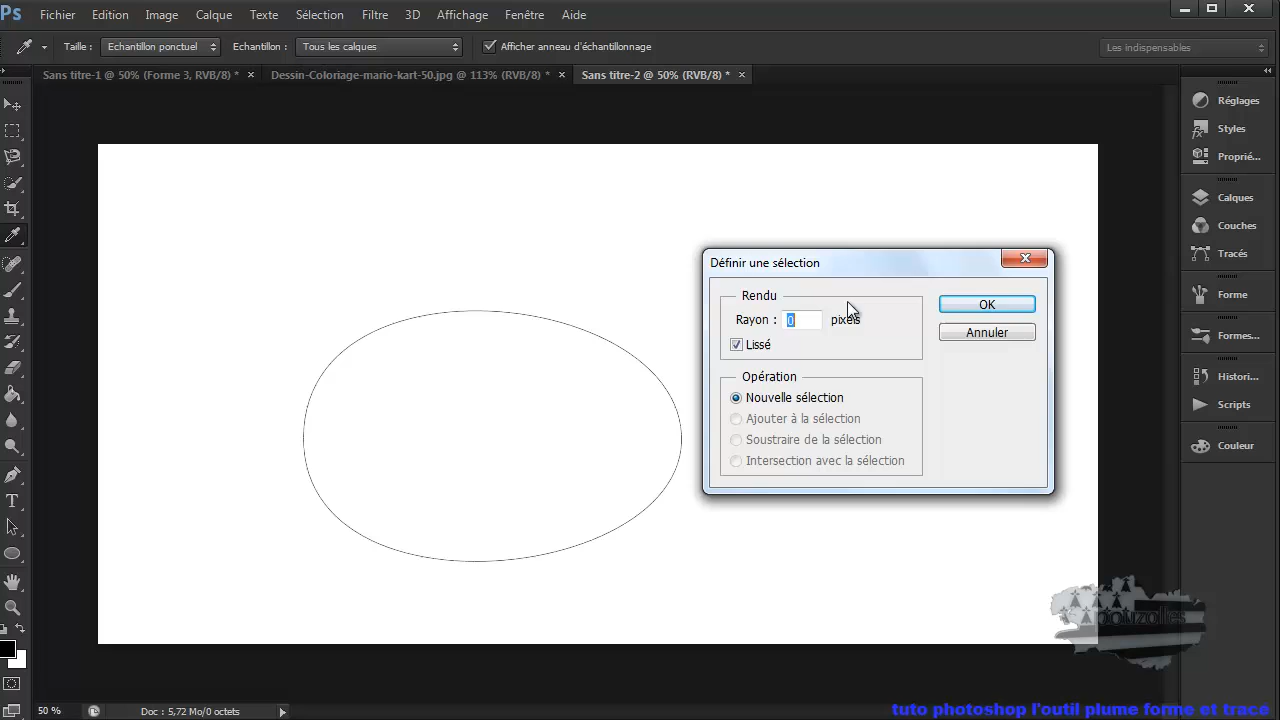 Ps Fichier Edition Image Calque Texte Sélection Filtre 3D Affichage Fenêtre Aide
Taille : Echantillon ponctuel Echantillon : Tous les calques Afficher anneau d'échantillonnage Les indispensables
Sans titre-1 @ 50% (Forme 3, RVB/8) * Dessin-Coloriage-mario-kart-50.jpg @ 113% (RVB/8) * Sans titre-2 @ 50% (RVB/8) *
Réglages
Styles
Proprié...
Calques
Couches
Tracés
Forme
Formes...
Histori...
Scripts
Couleur
Définir une sélection
Rendu
Rayon : 0 pixels
Lissé
OK
Annuler
Opération
Nouvelle sélection
Ajouter à la sélection
Soustraire de la sélection
Intersection avec la sélection
T
pouzolles
50 % Doc : 5,72 Mo/0 octets
tuto photoshop l'outil plume forme et tracé